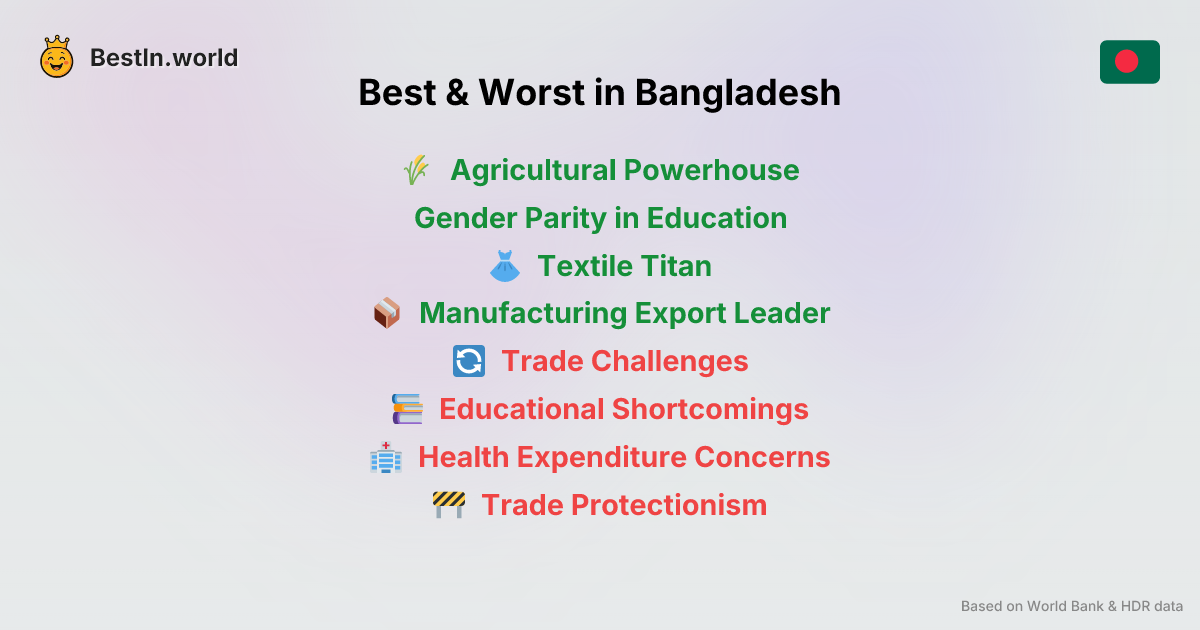 BestIn.world
Best & Worst in Bangladesh
Agricultural Powerhouse
Gender Parity in Education
Textile Titan
Manufacturing Export Leader
Trade Challenges
Educational Shortcomings
Health Expenditure Concerns
Trade Protectionism
Based on World Bank & HDR data